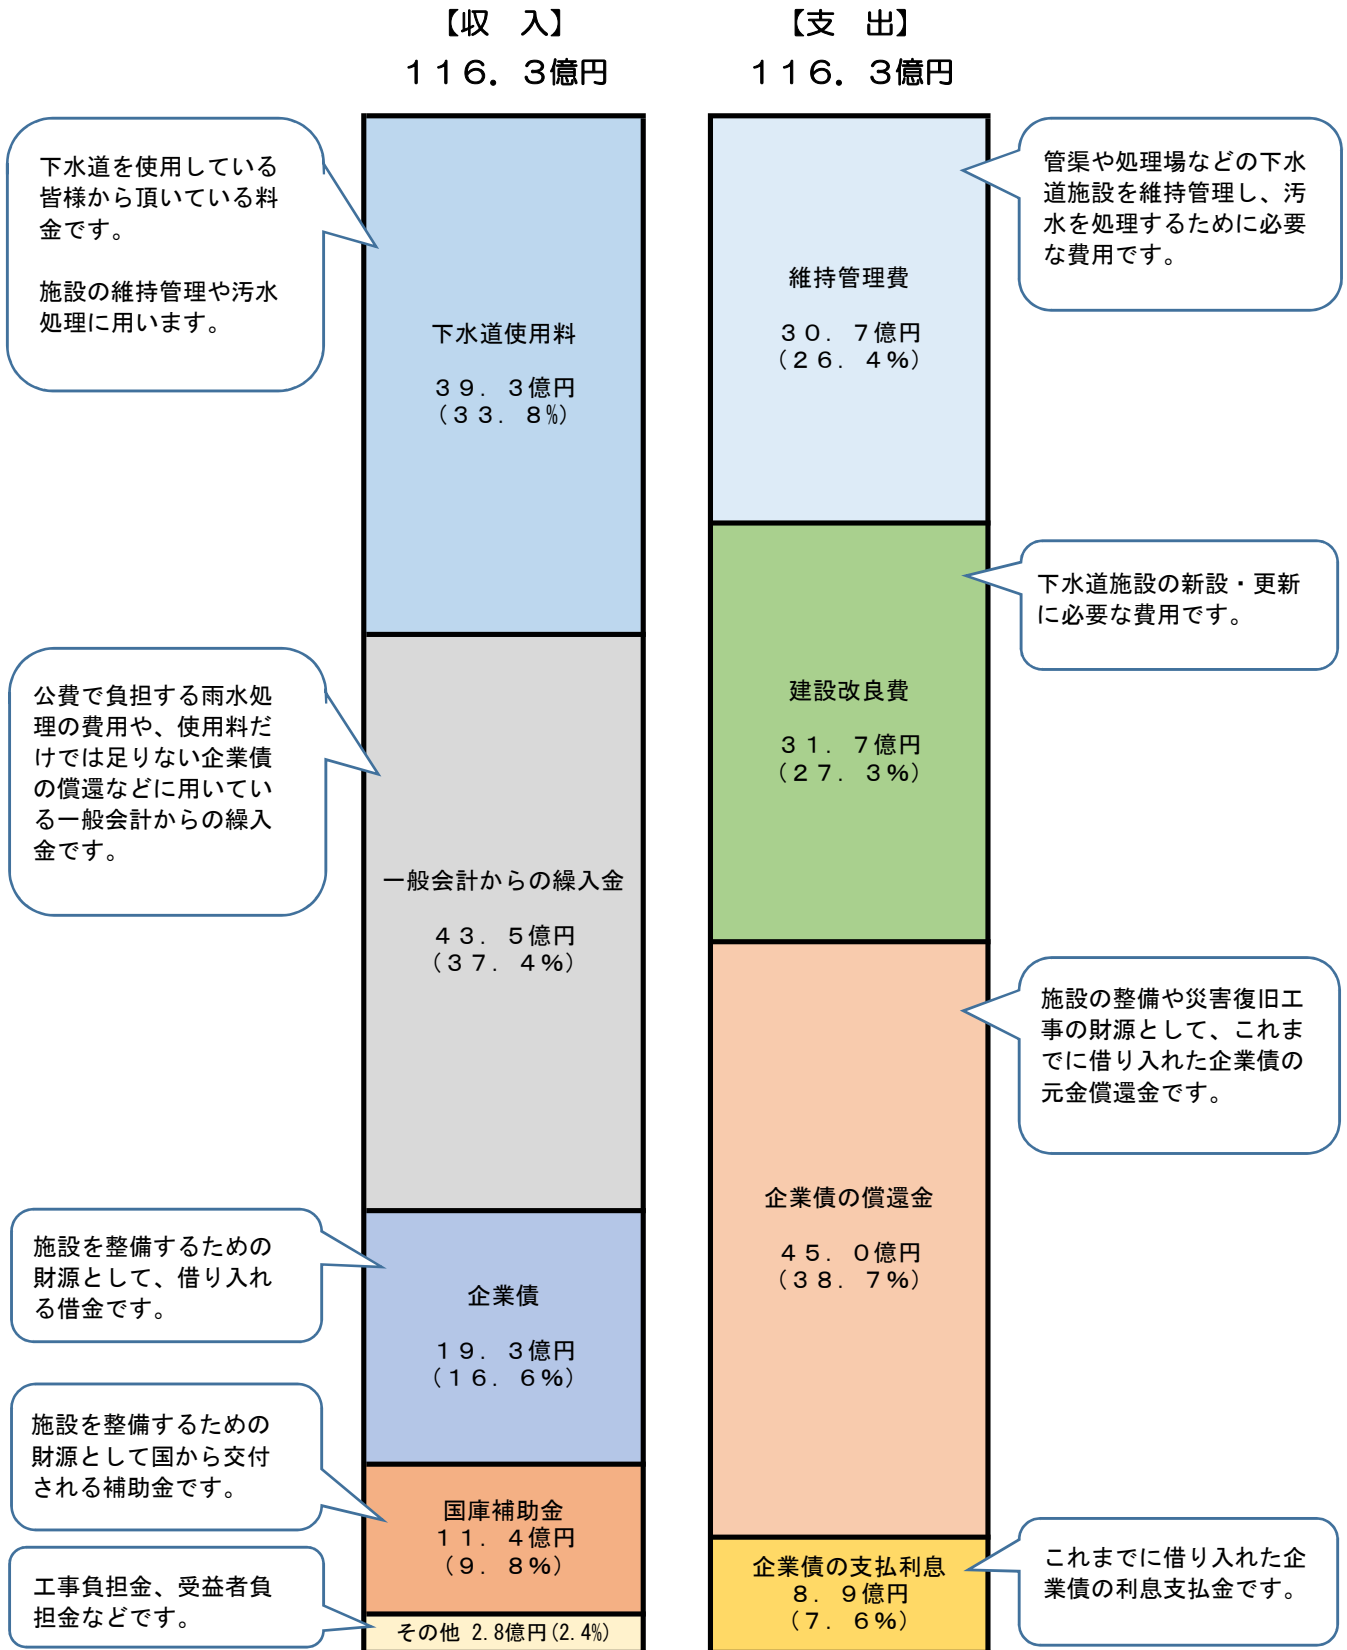 【収　入】
１１６．３億円
【支　出】
１１６．３億円
下水道を使用している
皆様から頂いている料
金です。
施設の維持管理や汚水
処理に用います。
下水道使用料
３９．３億円
（３３．８%）
公費で負担する雨水処
理の費用や、使用料だ
けでは足りない企業債
の償還などに用いてい
る一般会計からの繰入
金です。
一般会計からの繰入金
４３．５億円
（３７．４％）
施設を整備するための
財源として、借り入れ
る借金です。
企業債
１９．３億円
（１６．６％）
施設を整備するための
財源として国から交付
される補助金です。
国庫補助金
１１．４億円
（９．８％）
工事負担金、受益者負
担金などです。
その他 2.8億円(2.4%)
維持管理費
３０．７億円
（２６．４％）
管渠や処理場などの下水
道施設を維持管理し、汚
水を処理するために必要
な費用です。
建設改良費
３１．７億円
（２７．３％）
下水道施設の新設・更新
に必要な費用です。
企業債の償還金
４５．０億円
（３８．７％）
施設の整備や災害復旧工
事の財源として、これま
でに借り入れた企業債の
元金償還金です。
企業債の支払利息
８．９億円
（７．６％）
これまでに借り入れた企
業債の利息支払金です。